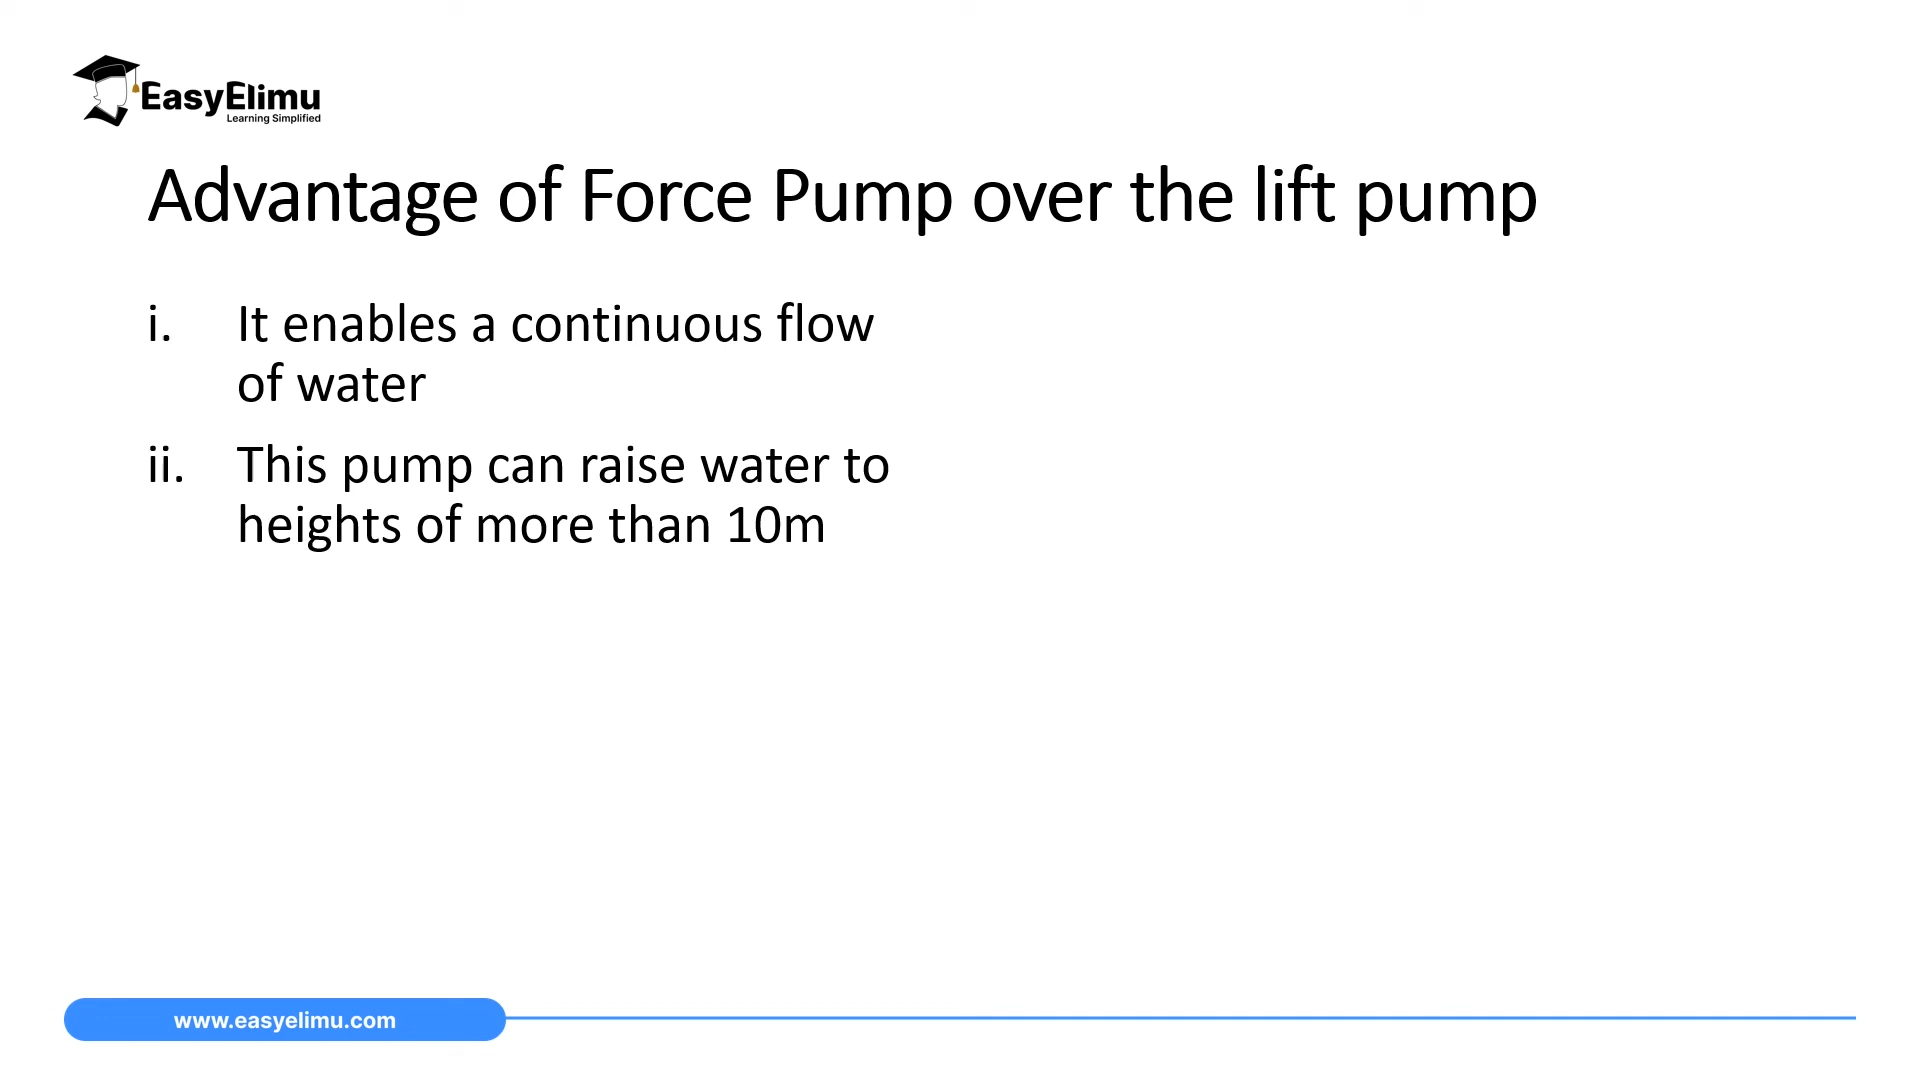 EasyElimu
Learning Simplified
Advantage of Force Pump over the lift pump
i. It enables a continuous flow
of water
ii. This pump can raise water to
heights of more than 10m
www.easyelimu.com